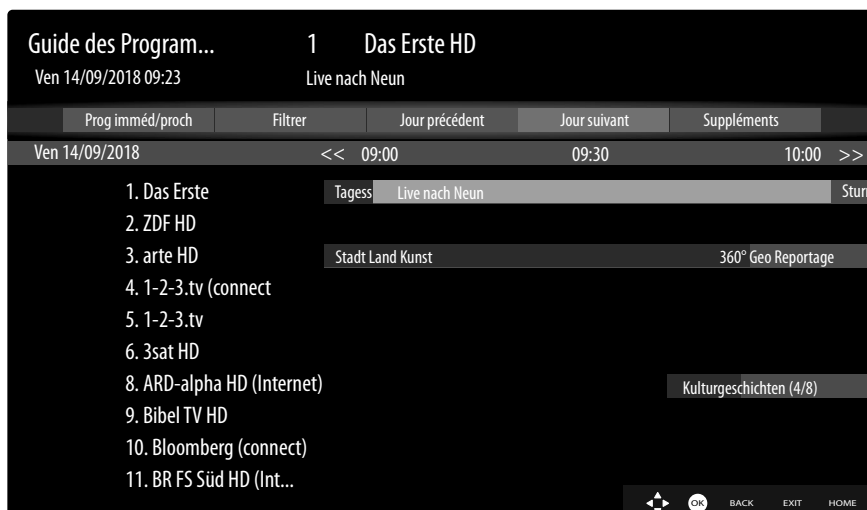 Guide des Program... 1 Das Erste HD
Ven 14/09/2018 09:23 Live nach Neun
Prog imméd/proch Filtrer Jour précédent Jour suivant Suppléments
Ven 14/09/2018 << 09:00 09:30 10:00 >>
1. Das Erste Tagess Live nach Neun Stur
2. ZDF HD
3. arte HD Stadt Land Kunst 360° Geo Reportage
4. 1-2-3.tv (connect
5. 1-2-3.tv
6. 3sat HD
8. ARD-alpha HD (Internet) Kulturgeschichten (4/8)
9. Bibel TV HD
10. Bloomberg (connect)
11. BR FS Süd HD (Int...
OK BACK EXIT HOME